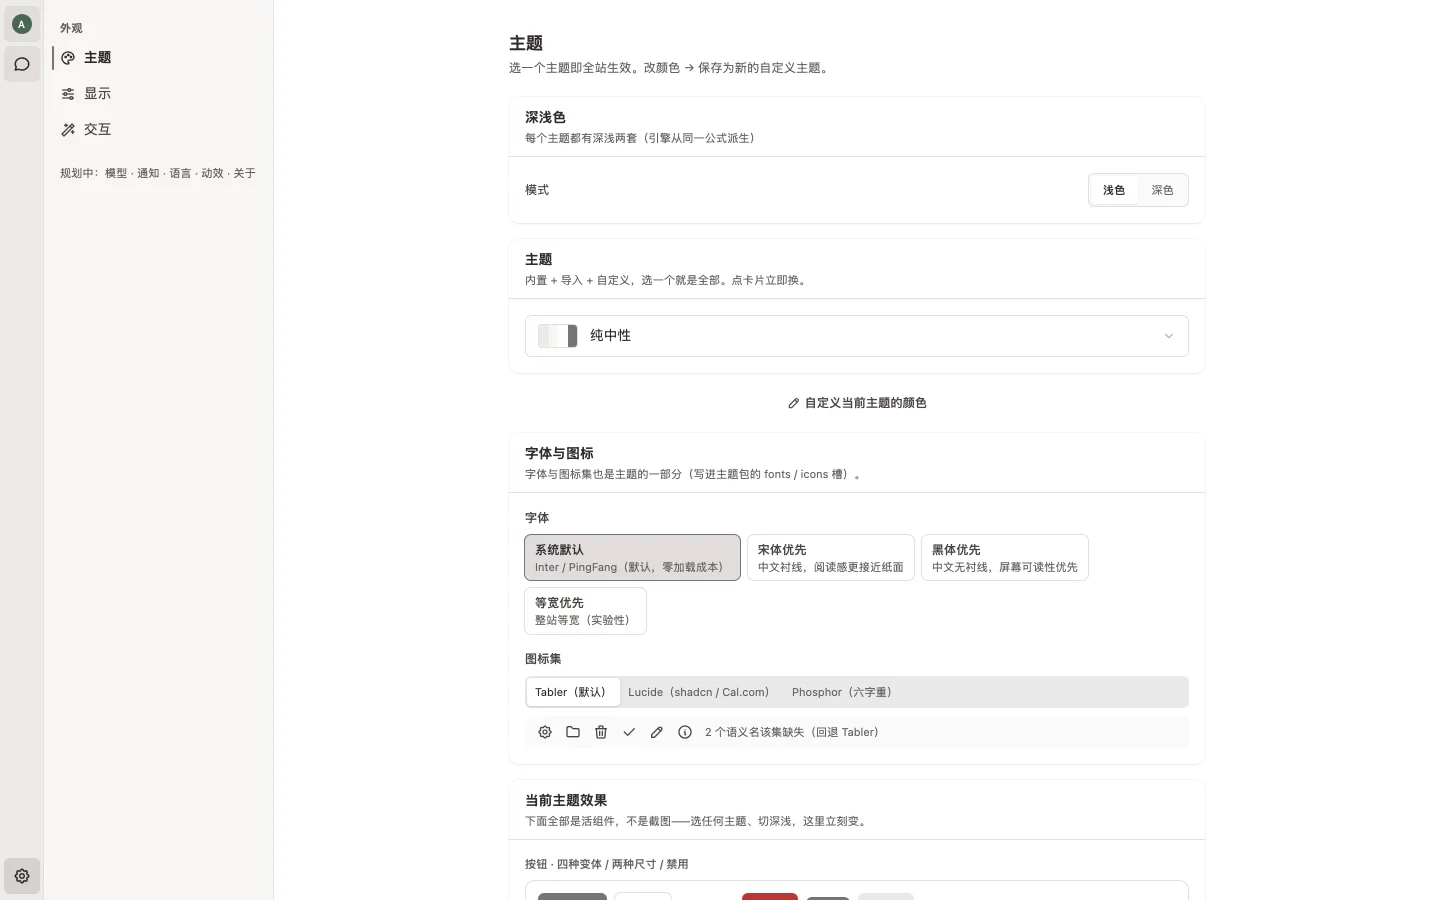 A
外观
主题
显示
交互
规划中：模型 · 通知 · 语言 · 动效 · 关于
主题
选一个主题即全站生效。改颜色 → 保存为新的自定义主题。
深浅色
每个主题都有深浅两套（引擎从同一公式派生）
模式
浅色
深色
主题
内置 + 导入 + 自定义，选一个就是全部。点卡片立即换。
纯中性
自定义当前主题的颜色
字体与图标
字体与图标集也是主题的一部分（写进主题包的 fonts / icons 槽）。
字体
系统默认
Inter / PingFang（默认，零加载成本）
宋体优先
中文衬线，阅读感更接近纸面
黑体优先
中文无衬线，屏幕可读性优先
等宽优先
整站等宽（实验性）
图标集
Tabler（默认）
Lucide（shadcn / Cal.com）
Phosphor（六字重）
2 个语义名该集缺失（回退 Tabler）
当前主题效果
下面全部是活组件，不是截图——选任何主题、切深浅，这里立刻变。
按钮 · 四种变体 / 两种尺寸 / 禁用